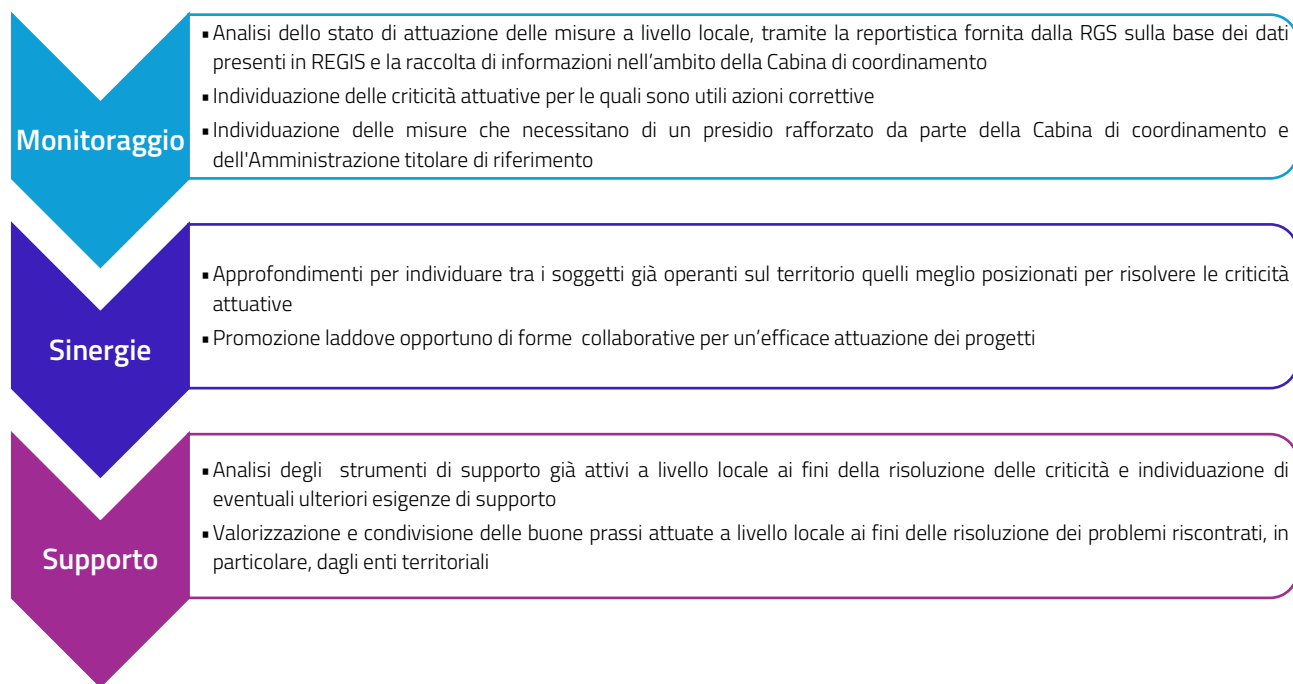 Monitoraggio
▪ Analisi dello stato di attuazione delle misure a livello locale, tramite la reportistica fornita dalla RGS sulla base dei dati
presenti in REGIS e la raccolta di informazioni nell'ambito della Cabina di coordinamento
▪ Individuazione delle criticità attuative per le quali sono utili azioni correttive
▪ Individuazione delle misure che necessitano di un presidio rafforzato da parte della Cabina di coordinamento e
dell'Amministrazione titolare di riferimento
Sinergie
▪ Approfondimenti per individuare tra i soggetti già operanti sul territorio quelli meglio posizionati per risolvere le criticità
attuative
▪ Promozione laddove opportuno di forme collaborative per un'efficace attuazione dei progetti
Supporto
▪ Analisi degli strumenti di supporto già attivi a livello locale ai fini della risoluzione delle criticità e individuazione di
eventuali ulteriori esigenze di supporto
▪ Valorizzazione e condivisione delle buone prassi attuate a livello locale ai fini delle risoluzione dei problemi riscontrati, in
particolare, dagli enti territoriali